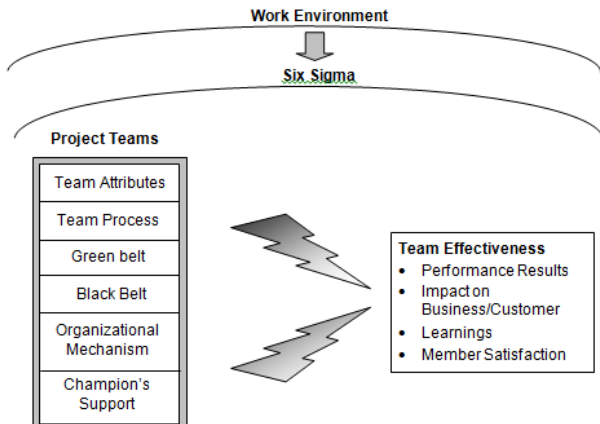 Work Environment
Six Sigma
Project Teams
Team Attributes
Team Process
Green belt
Black Belt
Organizational
Mechanism
Champion's
Support
Team Effectiveness
• Performance Results
• Impact on
Business/Customer
• Learnings
• Member Satisfaction